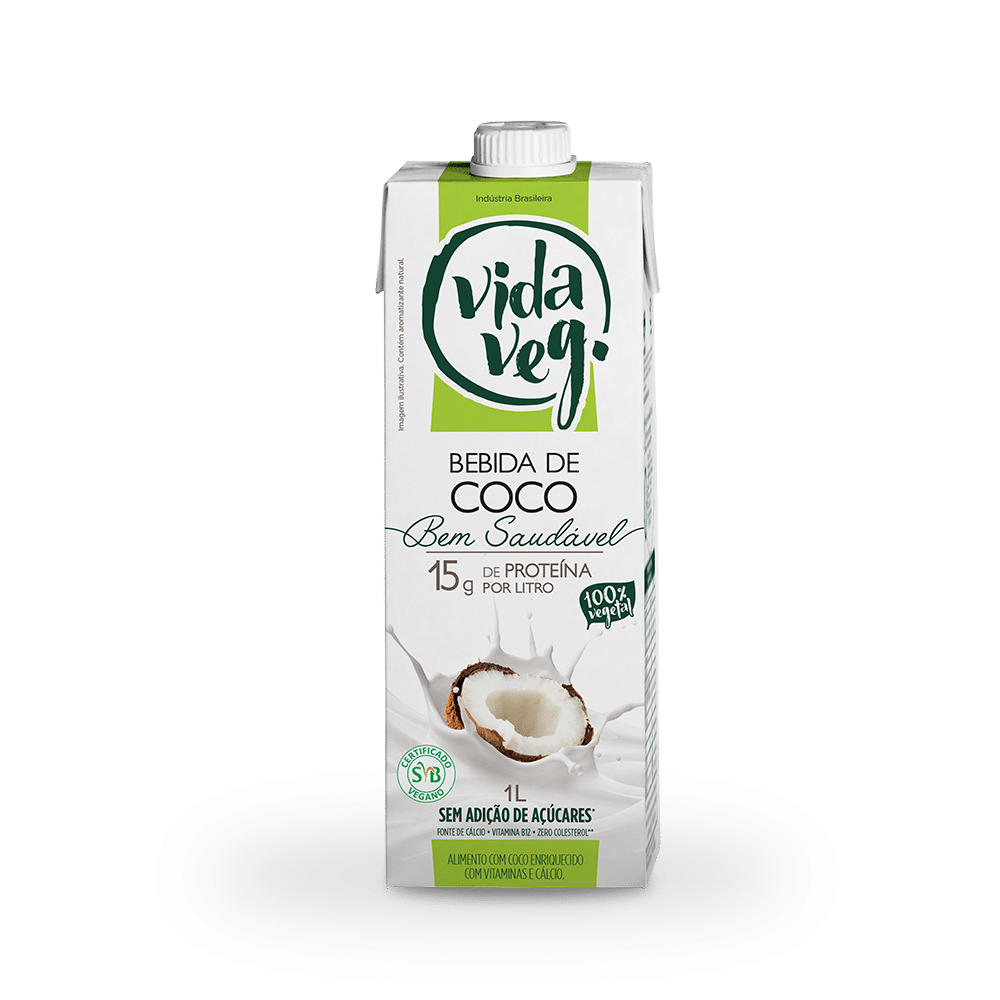 Indústria Brasileira
vida
veg.
Imagem ilustrativa. Contém aromatizante natural.
BEBIDA DE
COCO
Bem Saudável
15g DE PROTEÍNA
POR LITRO
100%
vegetal
CERTIFICADO
SVB
VEGANO
1L
SEM ADIÇÃO DE AÇÚCARES*
FONTE DE CÁLCIO • VITAMINA B12 • ZERO COLESTEROL**
ALIMENTO COM COCO ENRIQUECIDO
COM VITAMINAS E CÁLCIO.